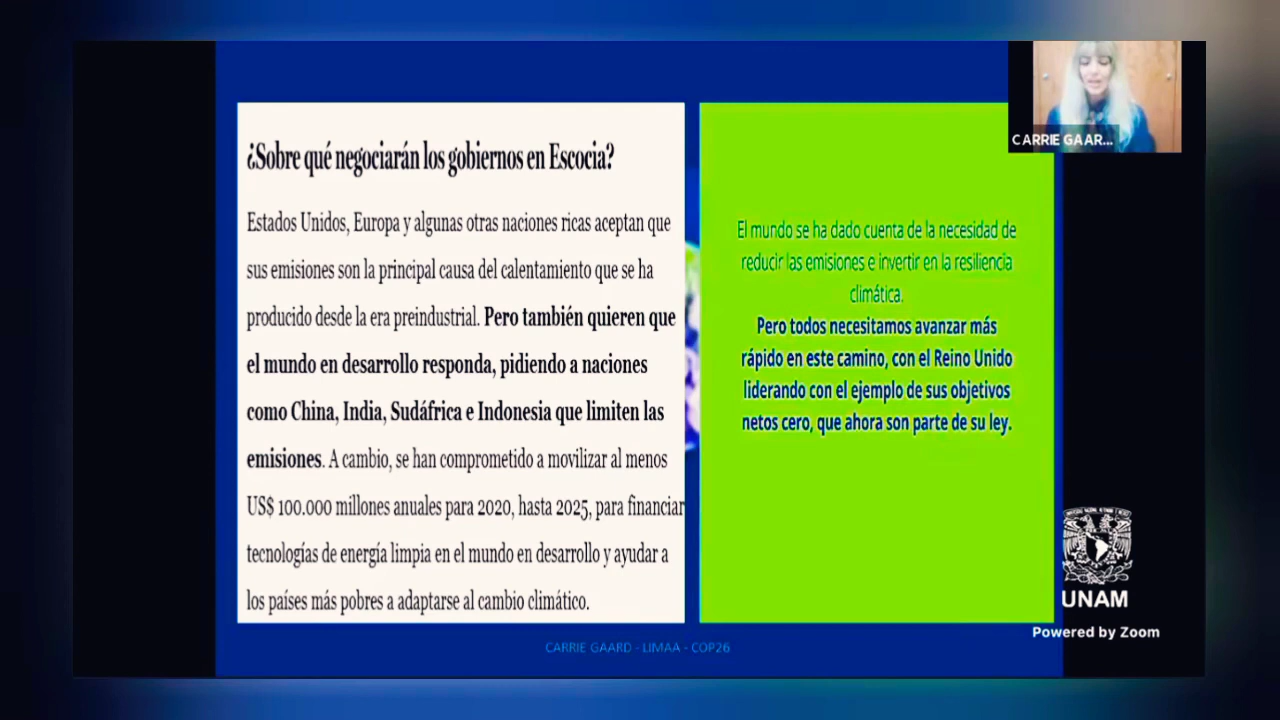 ¿Sobre qué negociarán los gobiernos en Escocia?
Estados Unidos, Europa y algunas otras naciones ricas aceptan que
sus emisiones son la principal causa del calentamiento que se ha
producido desde la era preindustrial. Pero también quieren que
el mundo en desarrollo responda, pidiendo a naciones
como China, India, Sudáfrica e Indonesia que limiten las
emisiones. A cambio, se han comprometido a movilizar al menos
US$ 100.000 millones anuales para 2020, hasta 2025, para financiar
tecnologías de energía limpia en el mundo en desarrollo y ayudar a
los países más pobres a adaptarse al cambio climático.
El mundo se ha dado cuenta de la necesidad de
reducir las emisiones e invertir en la resiliencia
climática.
Pero todos necesitamos avanzar más
rápido en este camino, con el Reino Unido
liderando con el ejemplo de sus objetivos
netos cero, que ahora son parte de su ley.
CARRIE GAAR...
UNAM
Powered by Zoom
CARRIE GAARD - LIMAA - COP26